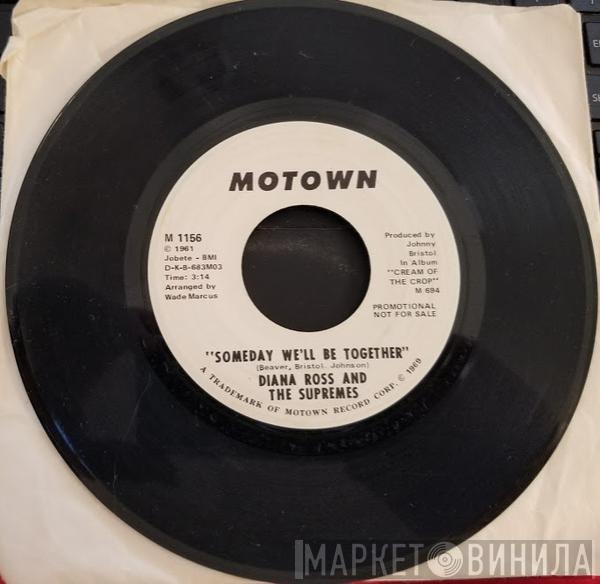 MOTOWN
M 1156
© 1961
Jobete - BMI
D-K-B-683M03
Time: 3:14
Arranged by
Wade Marcus
Produced by
Johnny
Bristol
In Album
"CREAM OF
THE CROP"
M 694
PROMOTIONAL
NOT FOR SALE
"SOMEDAY WE'LL BE TOGETHER"
(Beaver, Bristol. Johnson)
DIANA ROSS AND
THE SUPREMES
A TRADEMARK OF MOTOWN RECORD CORP. © 1969
МАРКЕТ ВИНИЛА